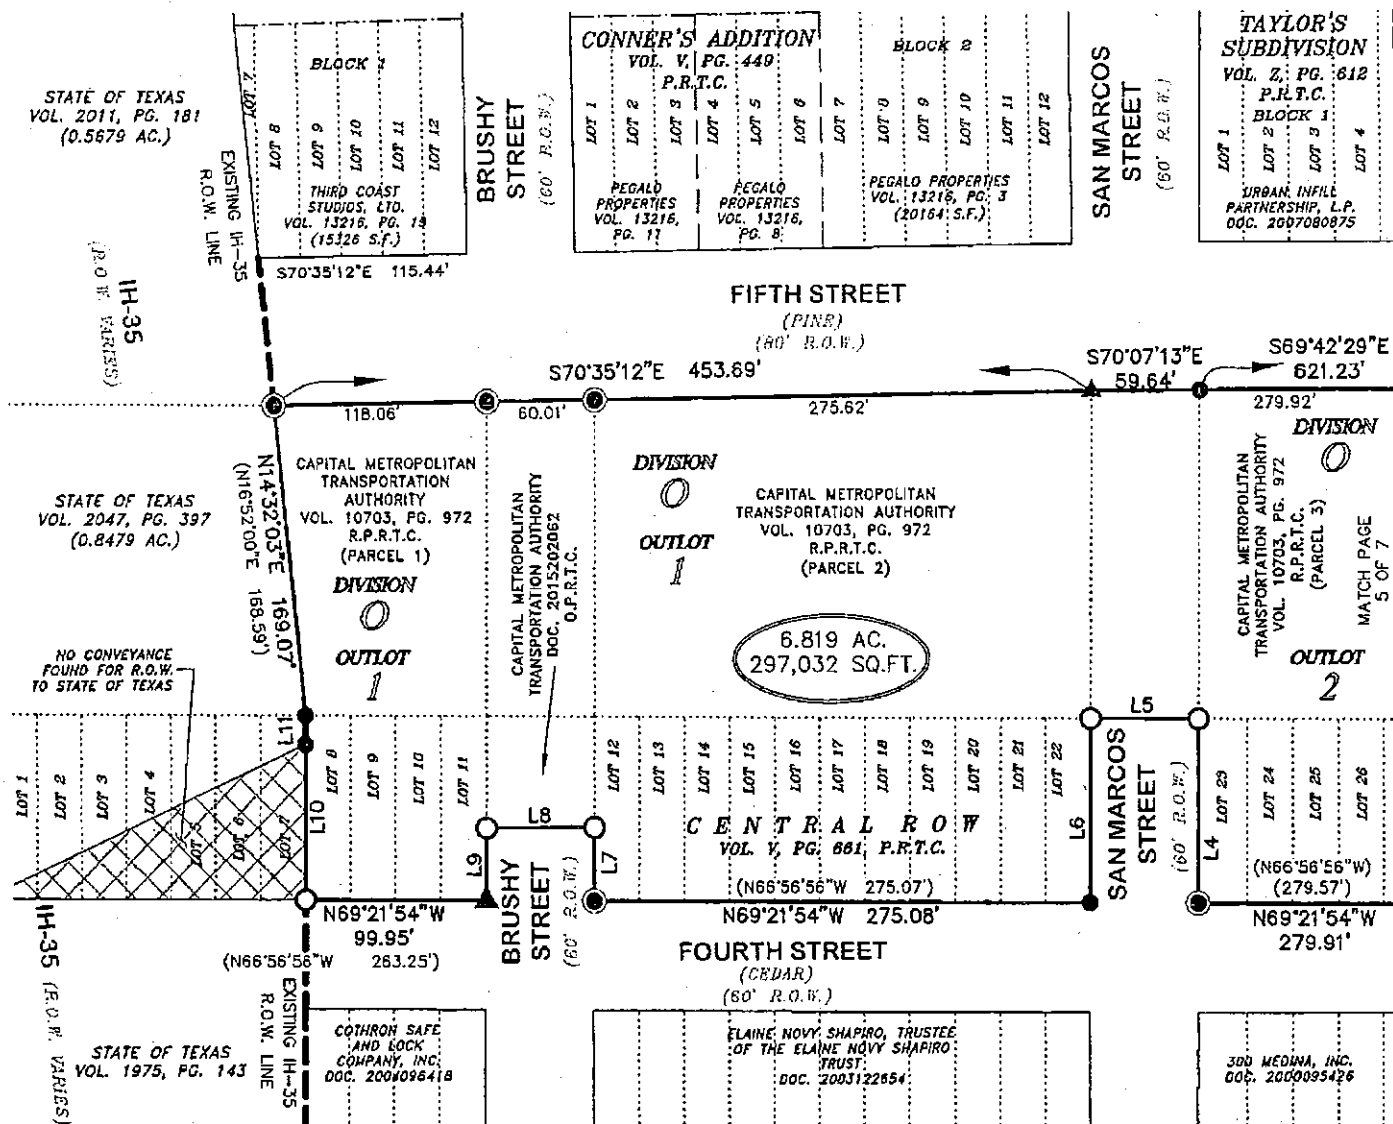 STATE OF TEXAS
VOL. 2011, PG. 181
(0.5679 AC.)
BLOCK 1
LOT 7
LOT 8
LOT 9
LOT 10
LOT 11
LOT 12
THIRD COAST
STUDIOS, LTD.
VOL. 13216, PG. 15
(15326 S.F.)
EXISTING IH-35
R.O.W. LINE
S70°35'12"E 115.44'
IH-35
(R.O.W. VARIES)
BRUSHY
STREET
(60' R.O.W.)
CONNER'S ADDITION
VOL. V, PG. 449
P.R.T.C.
BLOCK 2
LOT 1
LOT 2
LOT 3
LOT 4
LOT 5
LOT 6
LOT 7
LOT 8
LOT 9
LOT 10
LOT 11
LOT 12
PEGALO
PROPERTIES
VOL. 13216,
PG. 11
PEGALO
PROPERTIES
VOL. 13216,
PG. 8
PEGALO PROPERTIES
VOL. 13216, PG. 3
(20164 S.F.)
SAN MARCOS
STREET
(60' R.O.W.)
TAYLOR'S
SUBDIVISION
VOL. Z, PG. 612
P.R.T.C.
BLOCK 1
LOT 1
LOT 2
LOT 3
LOT 4
URBAN INFILL
PARTNERSHIP, L.P.
DOC. 2007080875
FIFTH STREET
(PINE)
(80' R.O.W.)
S70°35'12"E 453.69'
S70°07'13"E
59.64'
S69°42'29"E
621.23'
118.06'
60.01'
275.62'
279.92'
STATE OF TEXAS
VOL. 2047, PG. 397
(0.8479 AC.)
N14°32'03"E 169.07'
(N16°52'00"E 168.59')
CAPITAL METROPOLITAN
TRANSPORTATION
AUTHORITY
VOL. 10703, PG. 972
R.P.R.T.C.
(PARCEL 1)
DIVISION
O
OUTLOT
1
CAPITAL METROPOLITAN
TRANSPORTATION AUTHORITY
DOC. 2015202062
O.P.R.T.C.
DIVISION
O
OUTLOT
1
CAPITAL METROPOLITAN
TRANSPORTATION AUTHORITY
VOL. 10703, PG. 972
R.P.R.T.C.
(PARCEL 2)
6.819 AC.
297,032 SQ.FT.
DIVISION
O
CAPITAL METROPOLITAN
TRANSPORTATION AUTHORITY
VOL. 10703, PG. 972
R.P.R.T.C.
(PARCEL 3)
MATCH PAGE
5 OF 7
OUTLOT
2
NO CONVEYANCE
FOUND FOR R.O.W.
TO STATE OF TEXAS
LOT 1
LOT 2
LOT 3
LOT 4
LOT 5
LOT 6
LOT 7
L11
L10
LOT 8
LOT 9
LOT 10
LOT 11
L9
L8
L7
LOT 12
LOT 13
LOT 14
LOT 15
LOT 16
LOT 17
LOT 18
LOT 19
LOT 20
LOT 21
LOT 22
CENTRAL ROW
VOL. V, PG. 661, P.R.T.C.
L6
L5
SAN MARCOS
STREET
(60' R.O.W.)
L4
LOT 23
LOT 24
LOT 25
LOT 26
(N66°56'56"W 275.07')
N69°21'54"W 275.08'
(N66°56'56"W)
(279.57')
N69°21'54"W
279.91'
N69°21'54"W
99.95'
(N66°56'56"W 263.25')
BRUSHY
STREET
(60' R.O.W.)
FOURTH STREET
(CEDAR)
(60' R.O.W.)
IH-35 (R.O.W. VARIES)
STATE OF TEXAS
VOL. 1975, PG. 143
EXISTING IH-35
R.O.W. LINE
COTHRON SAFE
AND LOCK
COMPANY, INC.
DOC. 2004096418
ELAINE NOVY SHAPIRO, TRUSTEE
OF THE ELAINE NOVY SHAPIRO
TRUST
DOC. 2003122654
300 MEDINA, INC.
DOC. 2000095426